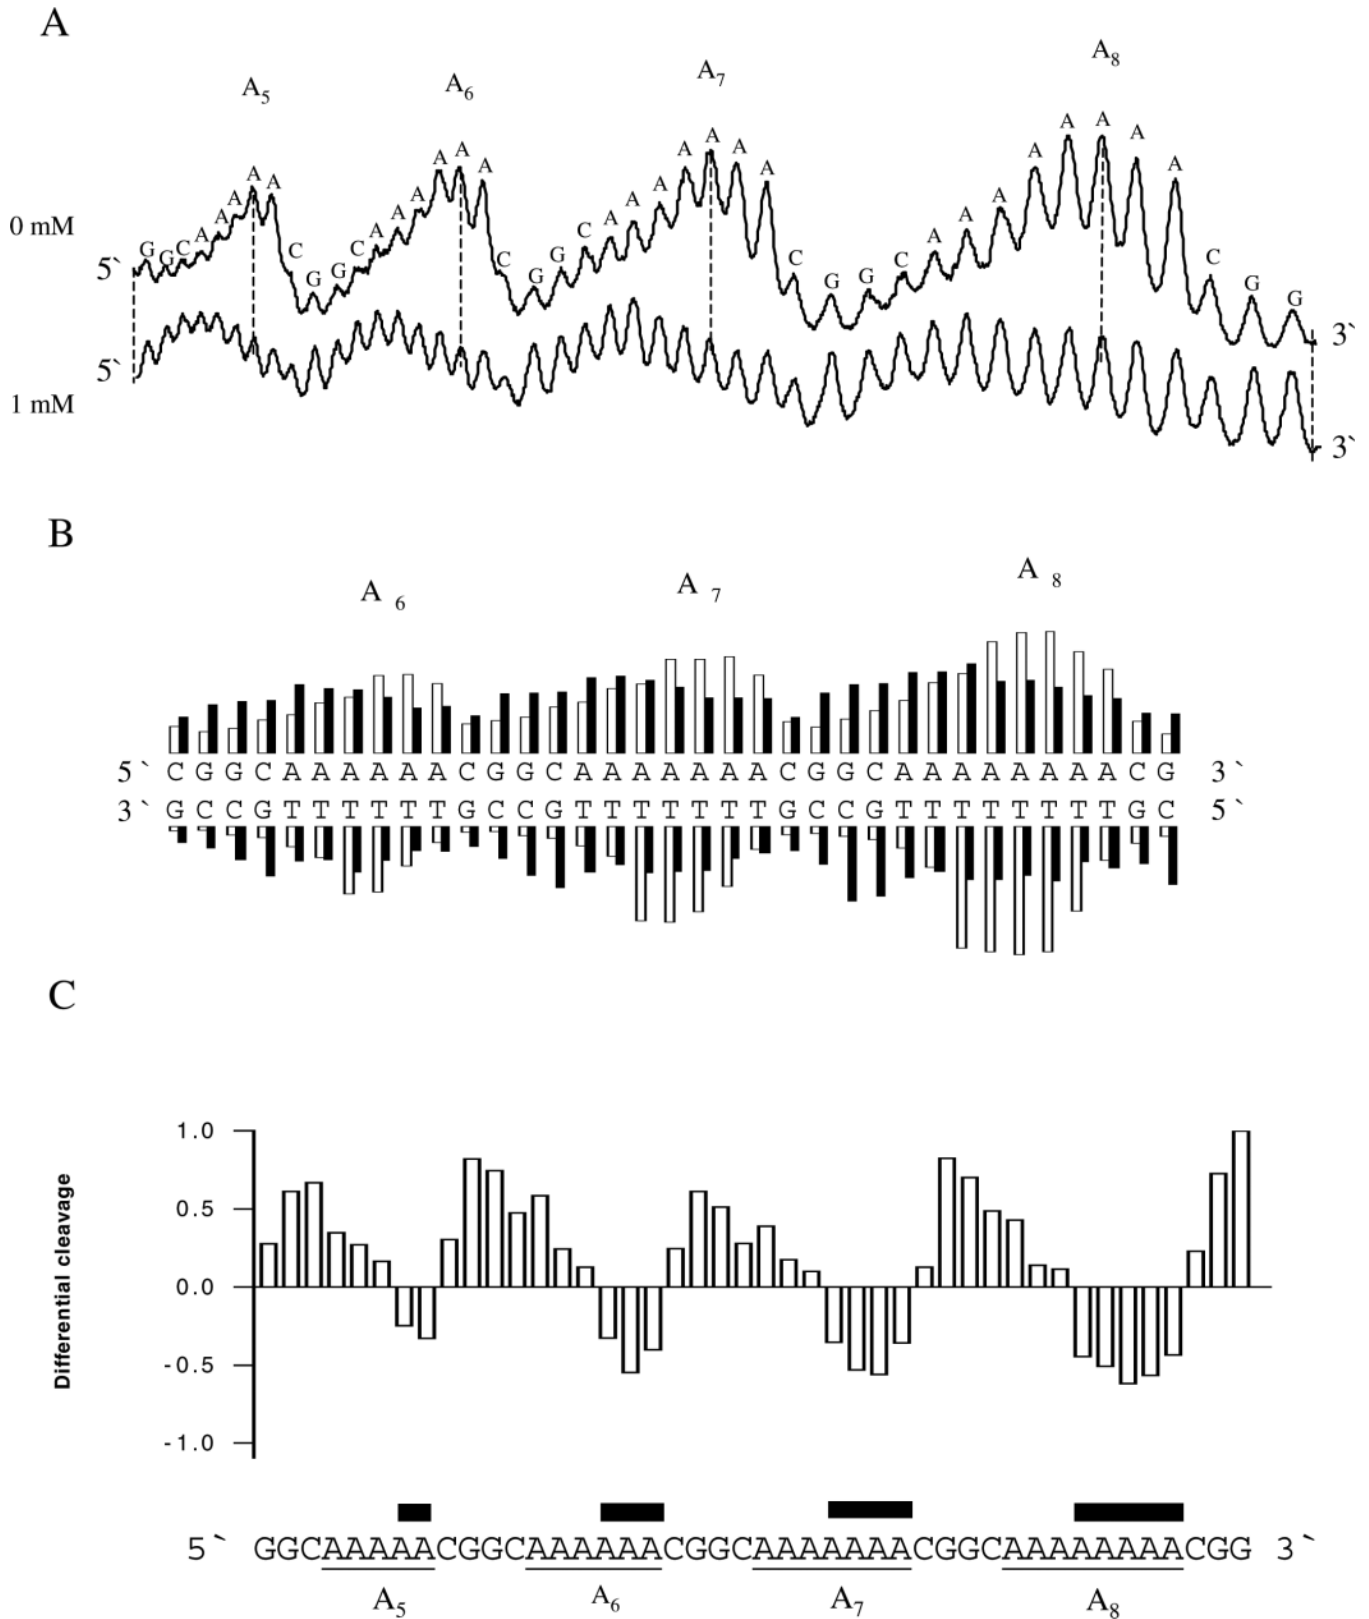 A
A5 A6 A7 A8
0 mM
5` G G C A A A A A C G G C A A A A A A C G G C A A A A A A A C G G C A A A A A A A A C G G 3`
1 mM
5` 3`
B
A 6 A 7 A 8
5` C G G C A A A A A A C G G C A A A A A A A C G G C A A A A A A A A C G 3`
3` G C C G T T T T T T G C C G T T T T T T T G C C G T T T T T T T T G C 5`
C
1.0
0.5
0.0
-0.5
-1.0
Differential cleavage
5` GGCAAAAACGGCAAAAAACGGCAAAAAAACGGCAAAAAAAACGG 3`
A5 A6 A7 A8